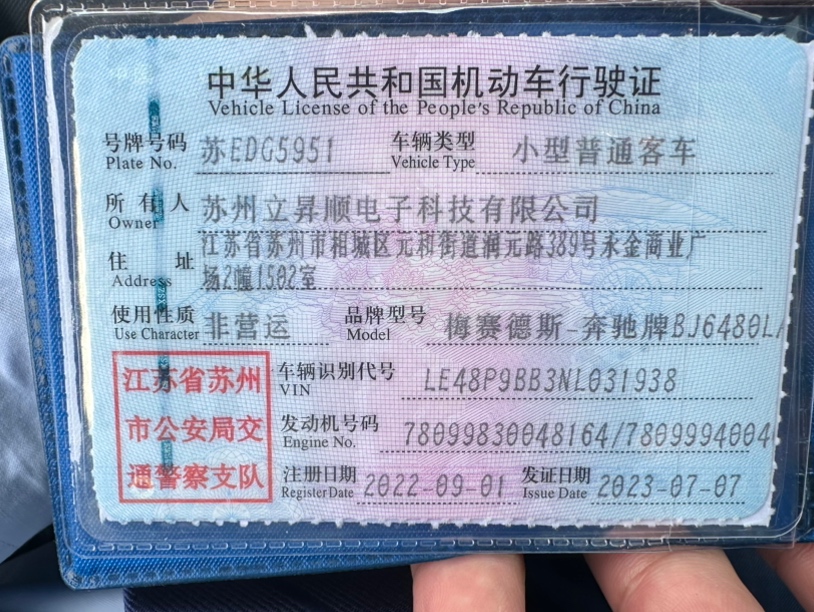 中华人民共和国机动车行驶证
Vehicle License of the People's Republic of China
号牌号码 苏EDG5951 车辆类型 小型普通客车
Plate No. Vehicle Type
所有人 苏州立昇顺电子科技有限公司
Owner
住址 江苏省苏州市相城区元和街道润元路389号永金商业广
Address 场2幢1502室
使用性质 非营运 品牌型号 梅赛德斯-奔驰牌BJ6480L
Use Character Model
江苏省苏州
市公安局交
通警察支队
车辆识别代号 LE48P9BB3NL031938
VIN
发动机号码 78099830048164/7809994004
Engine No.
注册日期 2022-09-01 发证日期 2023-07-07
Register Date Issue Date